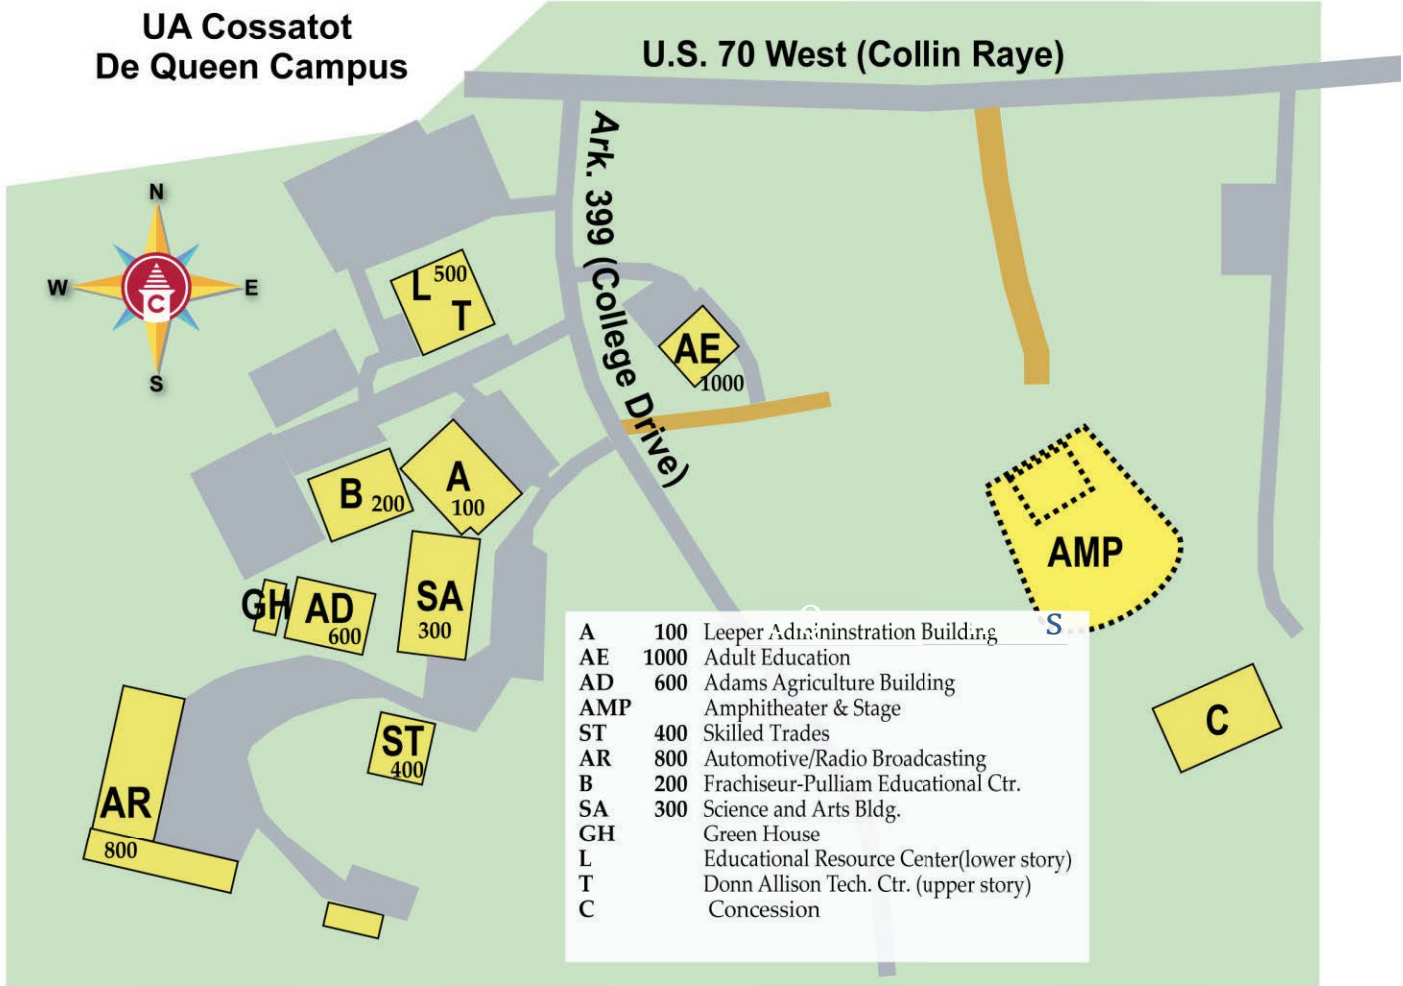 UA Cossatot
De Queen Campus
U.S. 70 West (Collin Raye)
Ark. 399 (College Drive)
N
W
E
S
C
L 500
T
AE
1000
A
100
B 200
SA
300
GH
AD
600
AMP
ST
400
AR
800
C
s
A 100 Leeper Admininstration Building
AE 1000 Adult Education
AD 600 Adams Agriculture Building
AMP Amphitheater & Stage
ST 400 Skilled Trades
AR 800 Automotive/Radio Broadcasting
B 200 Frachiseur-Pulliam Educational Ctr.
SA 300 Science and Arts Bldg.
GH Green House
L Educational Resource Center(lower story)
T Donn Allison Tech. Ctr. (upper story)
C Concession